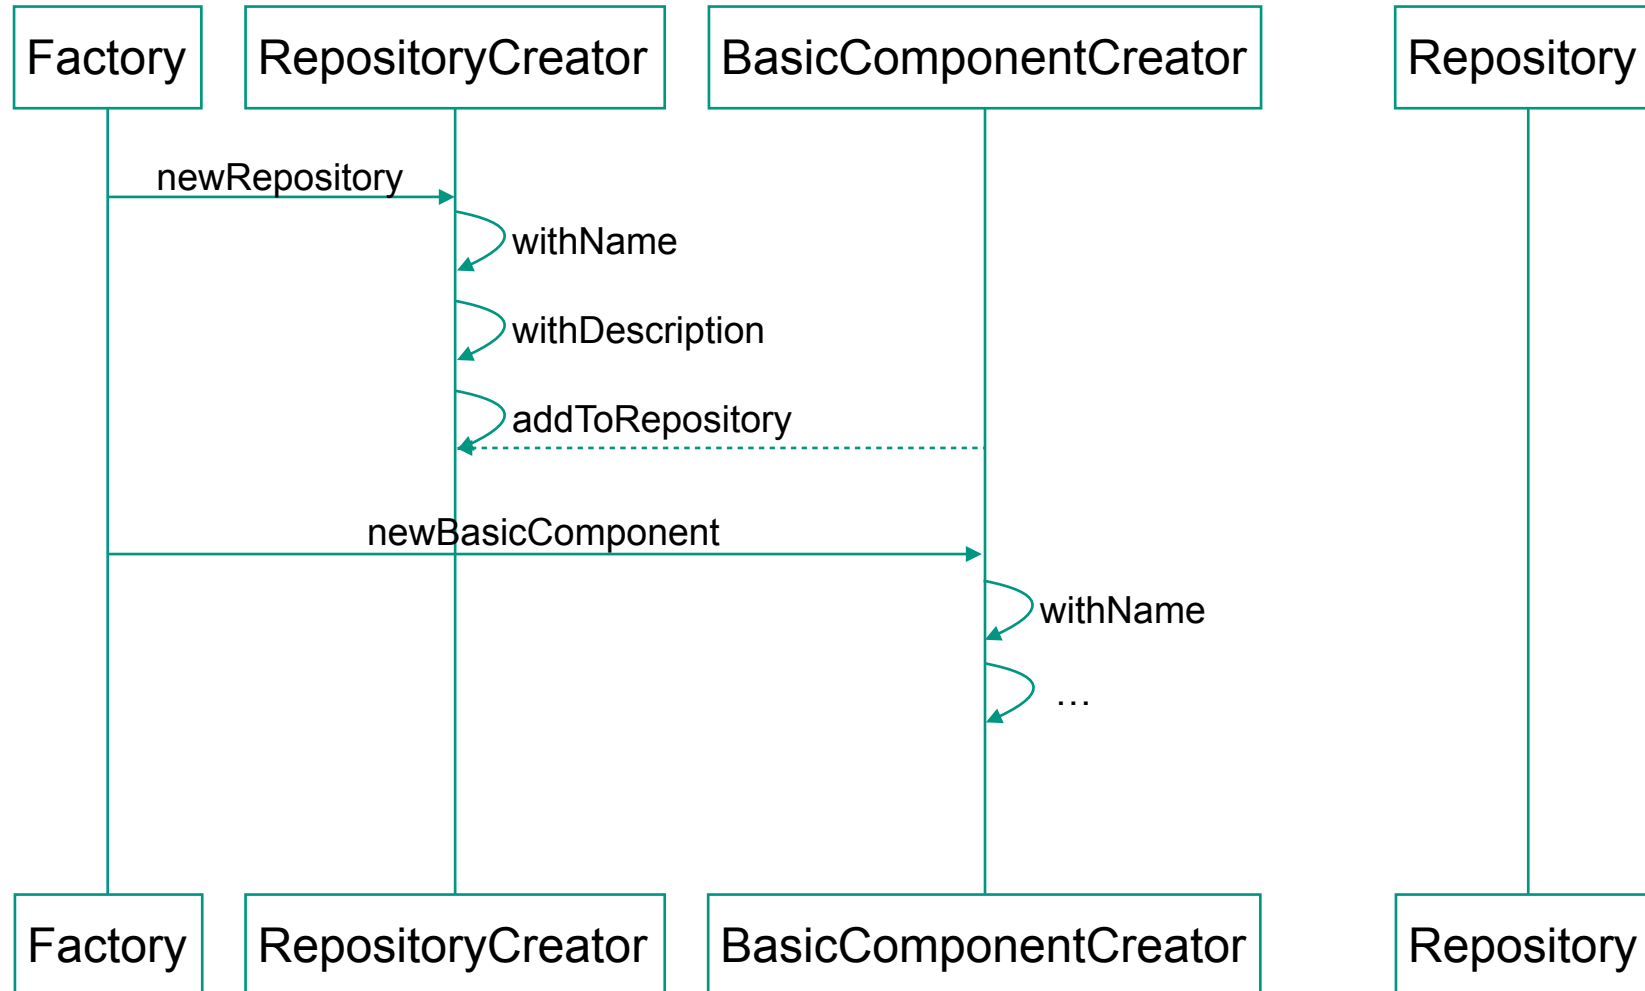 Factory
RepositoryCreator
BasicComponentCreator
Repository
newRepository
withName
withDescription
addToRepository
newBasicComponent
withName
...
Factory
RepositoryCreator
BasicComponentCreator
Repository